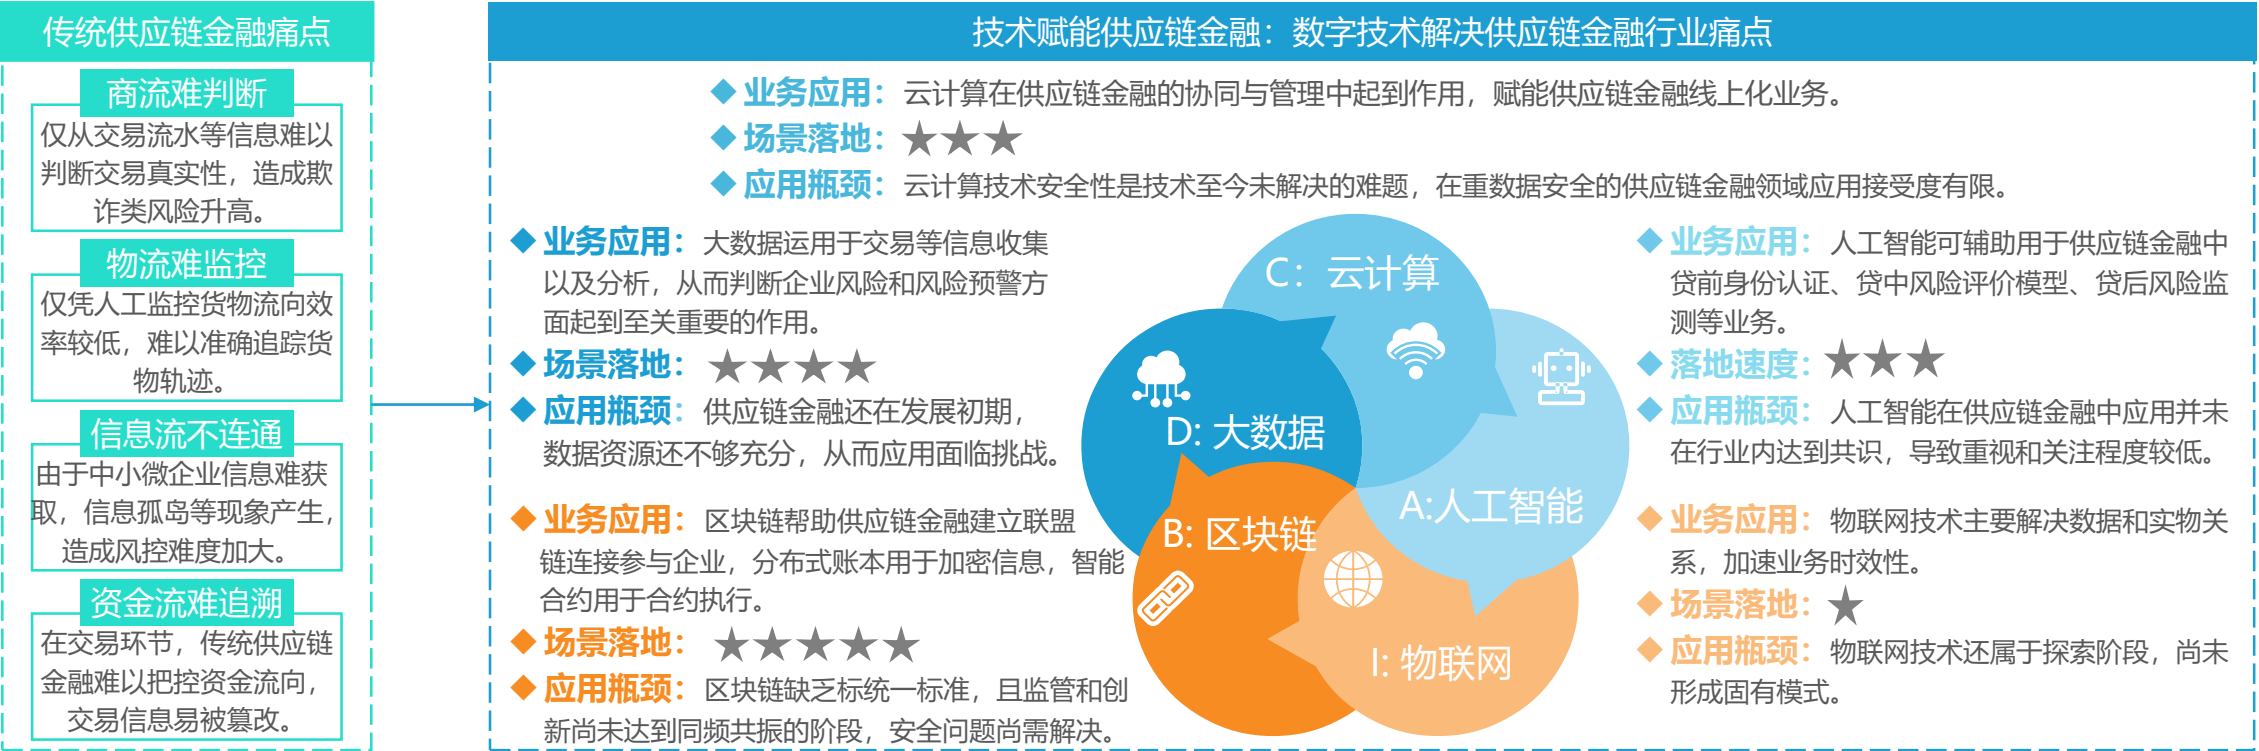 传统供应链金融痛点
商流难判断
仅从交易流水等信息难以
判断交易真实性，造成欺
诈类风险升高。
物流难监控
仅凭人工监控货物流向效
率较低，难以准确追踪货
物轨迹。
信息流不连通
由于中小微企业信息难获
取，信息孤岛等现象产生，
造成风控难度加大。
资金流难追溯
在交易环节，传统供应链
金融难以把控资金流向，
交易信息易被篡改。
技术赋能供应链金融：数字技术解决供应链金融行业痛点
◆ 业务应用：云计算在供应链金融的协同与管理中起到作用，赋能供应链金融线上化业务。
◆ 场景落地：★★★
◆ 应用瓶颈：云计算技术安全性是技术至今未解决的难题，在重数据安全的供应链金融领域应用接受度有限。
◆ 业务应用：大数据运用于交易等信息收集
以及分析，从而判断企业风险和风险预警方
面起到至关重要的作用。
◆ 场景落地：★★★★
◆ 应用瓶颈：供应链金融还在发展初期，
数据资源还不够充分，从而应用面临挑战。
◆ 业务应用：区块链帮助供应链金融建立联盟
链连接参与企业，分布式账本用于加密信息，智能
合约用于合约执行。
◆ 场景落地：★★★★★
◆ 应用瓶颈：区块链缺乏标统一标准，且监管和创
新尚未达到同频共振的阶段，安全问题尚需解决。
C：云计算
D: 大数据
A:人工智能
B: 区块链
I: 物联网
◆ 业务应用：人工智能可辅助用于供应链金融中
贷前身份认证、贷中风险评价模型、贷后风险监
测等业务。
◆ 落地速度：★★★
◆ 应用瓶颈：人工智能在供应链金融中应用并未
在行业内达到共识，导致重视和关注程度较低。
◆ 业务应用：物联网技术主要解决数据和实物关
系，加速业务时效性。
◆ 场景落地：★
◆ 应用瓶颈：物联网技术还属于探索阶段，尚未
形成固有模式。